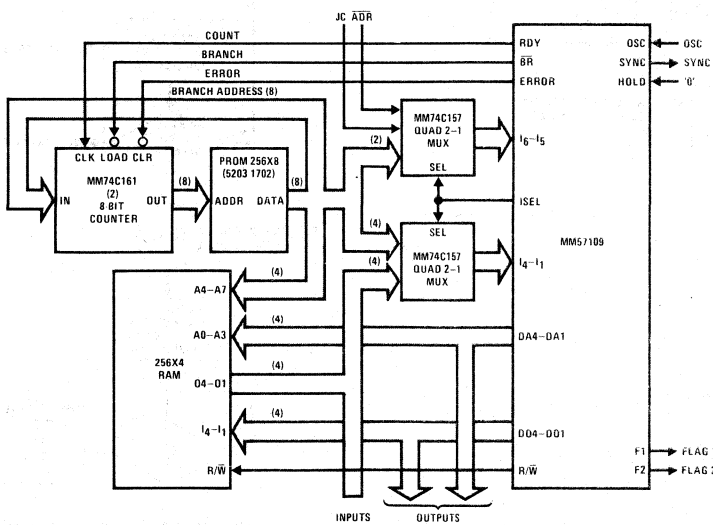 JC A̅D̅R̅
COUNT
BRANCH
ERROR
BRANCH ADDRESS (8)
RDY
B̅R̅
ERROR
OSC
SYNC
HOLD
OSC
SYNC
'0'
CLK LOAD CLR
IN
MM74C161
(2)
8-BIT
COUNTER
OUT
(8)
PROM 256X8
(5203 1702)
ADDR DATA
(8)
(2)
MM74C157
QUAD 2-1
MUX
SEL
I6–I5
ISEL
(4)
(4)
SEL
MM74C157
QUAD 2-1
MUX
I4–I1
MM57109
(4)
A4–A7
(4)
A0–A3
DA4–DA1
256X4
RAM
(4)
O4–O1
(4)
I4–I1
DO4–DO1
R/W̅
R/W̅
F1
F2
FLAG
FLAG
INPUTS
OUTPUTS